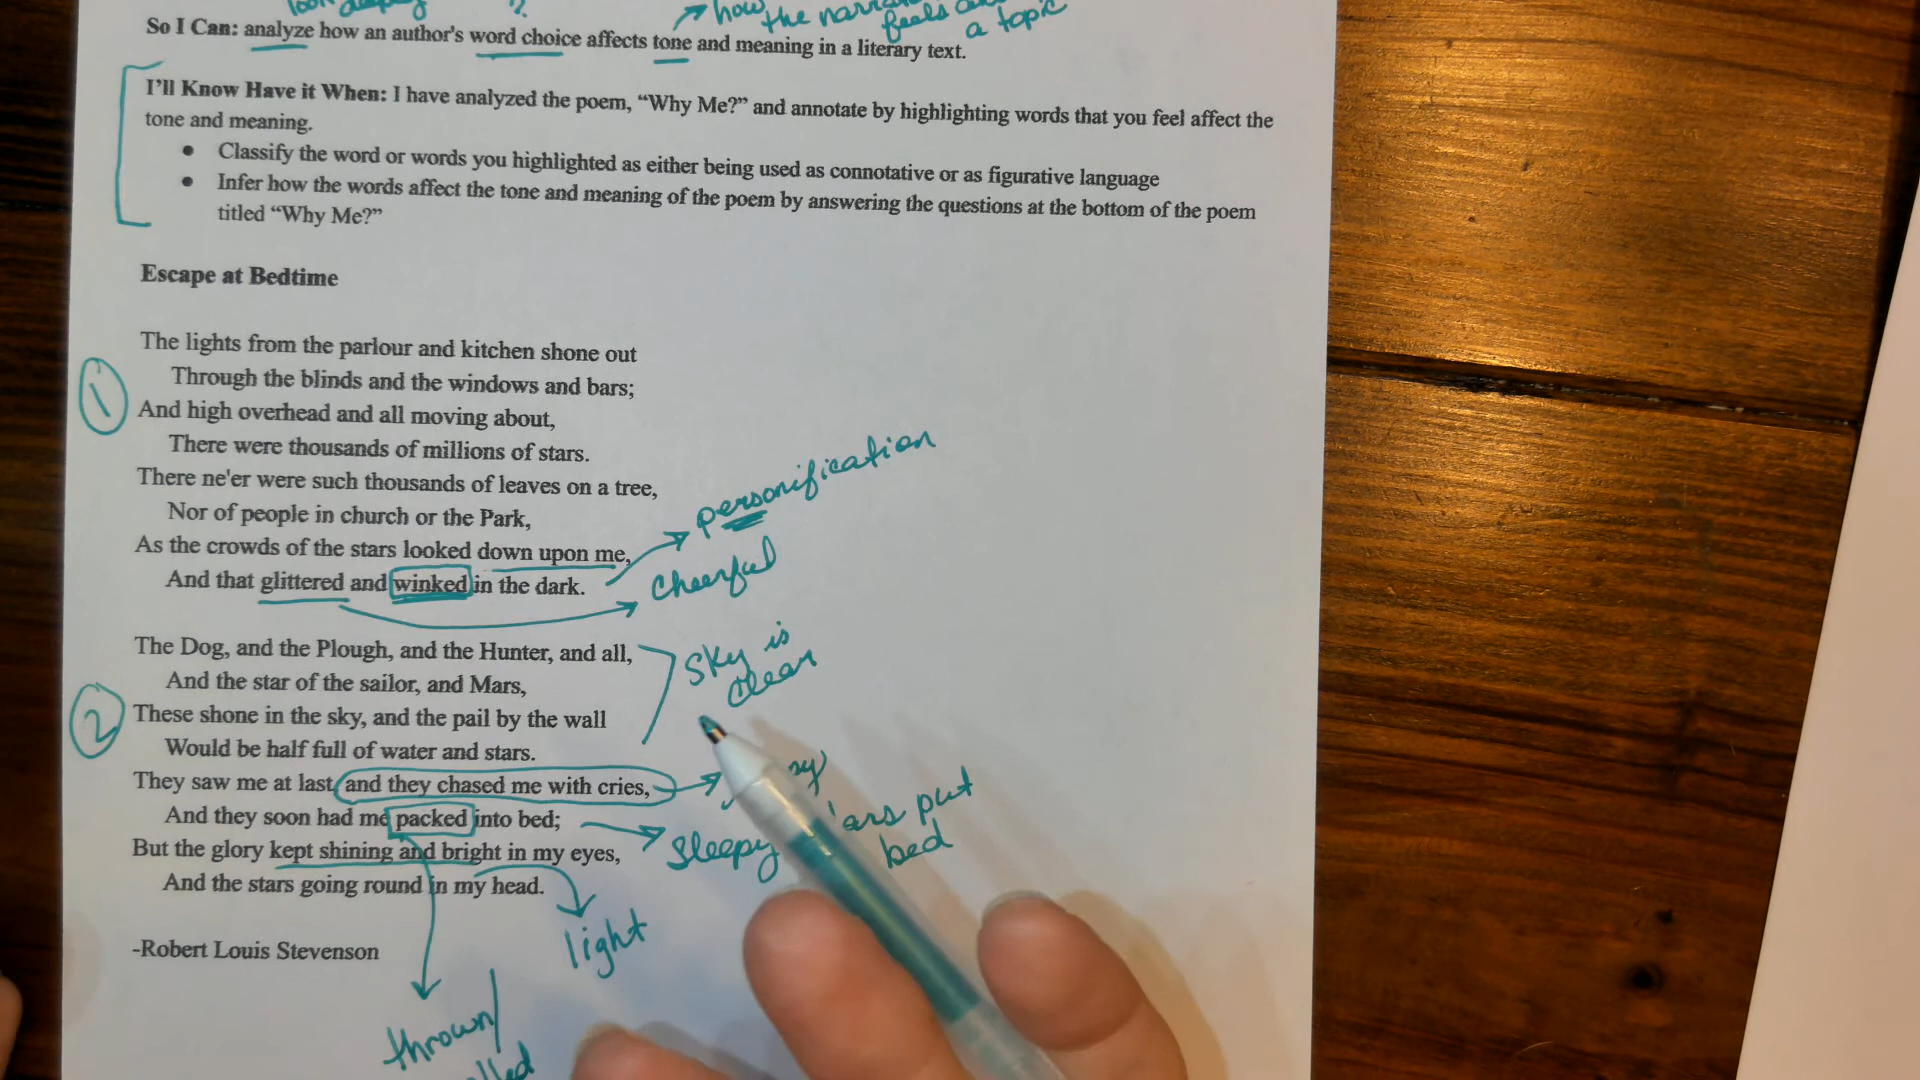 look deeply
how
the
feels
a topic
So I Can: analyze how an author's word choice affects tone and meaning in a literary text.
I'll Know Have it When: I have analyzed the poem, “Why Me?” and annotate by highlighting words that you feel affect the
tone and meaning.
• Classify the word or words you highlighted as either being used as connotative or as figurative language
• Infer how the words affect the tone and meaning of the poem by answering the questions at the bottom of the poem
titled “Why Me?”
Escape at Bedtime
1
The lights from the parlour and kitchen shone out
Through the blinds and the windows and bars;
And high overhead and all moving about,
There were thousands of millions of stars.
There ne'er were such thousands of leaves on a tree,
Nor of people in church or the Park,
As the crowds of the stars looked down upon me,
And that glittered and winked in the dark.
personification
cheerful
2
The Dog, and the Plough, and the Hunter, and all,
And the star of the sailor, and Mars,
These shone in the sky, and the pail by the wall
Would be half full of water and stars.
They saw me at last, and they chased me with cries,
And they soon had me packed into bed;
But the glory kept shining and bright in my eyes,
And the stars going round in my head.
sky is
clear
put
sleepy
bed
light
-Robert Louis Stevenson
thrown/